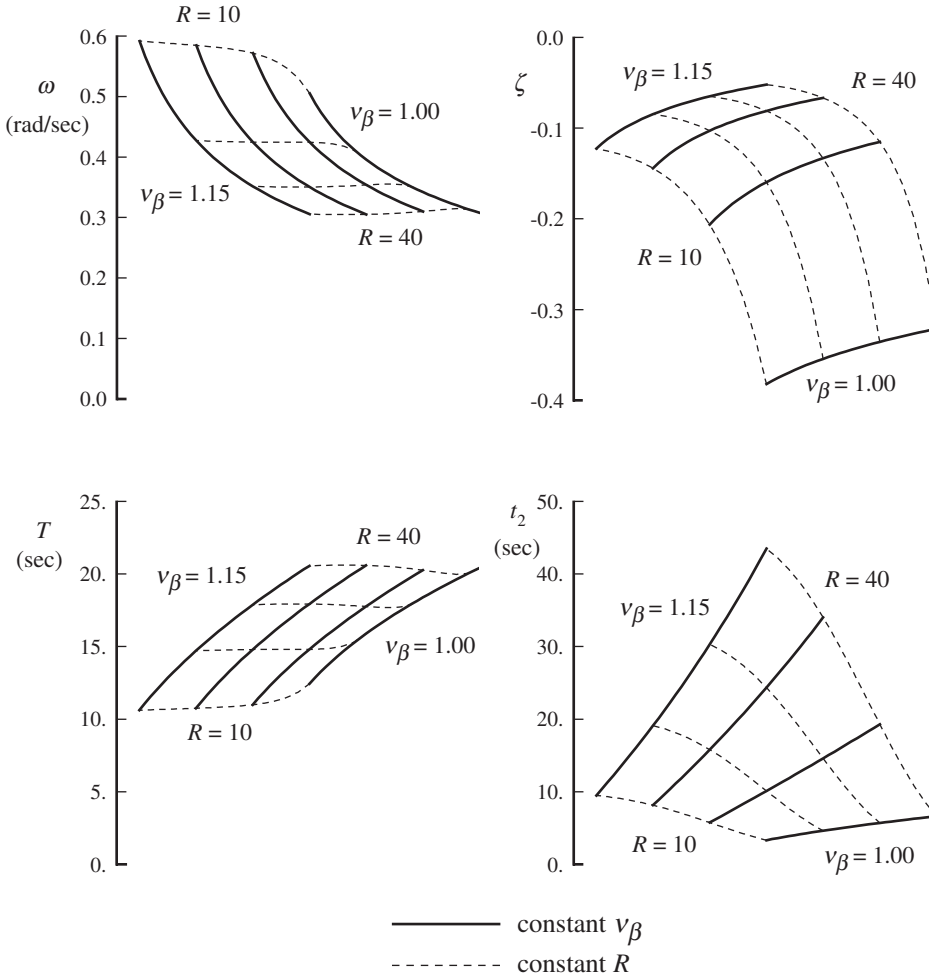 R = 10
0.6
ω
(rad/sec)
0.5
0.4
0.3
0.2
0.1
0.0
ν_β = 1.00
ν_β = 1.15
R = 40
0.0
ζ
-0.1
-0.2
-0.3
-0.4
ν_β = 1.15
R = 40
R = 10
ν_β = 1.00
25.
T
(sec)
20.
15.
10.
5.
0.
R = 40
ν_β = 1.15
ν_β = 1.00
R = 10
50.
t_2
(sec)
40.
30.
20.
10.
0.
R = 40
ν_β = 1.15
R = 10
ν_β = 1.00
constant ν_β
constant R